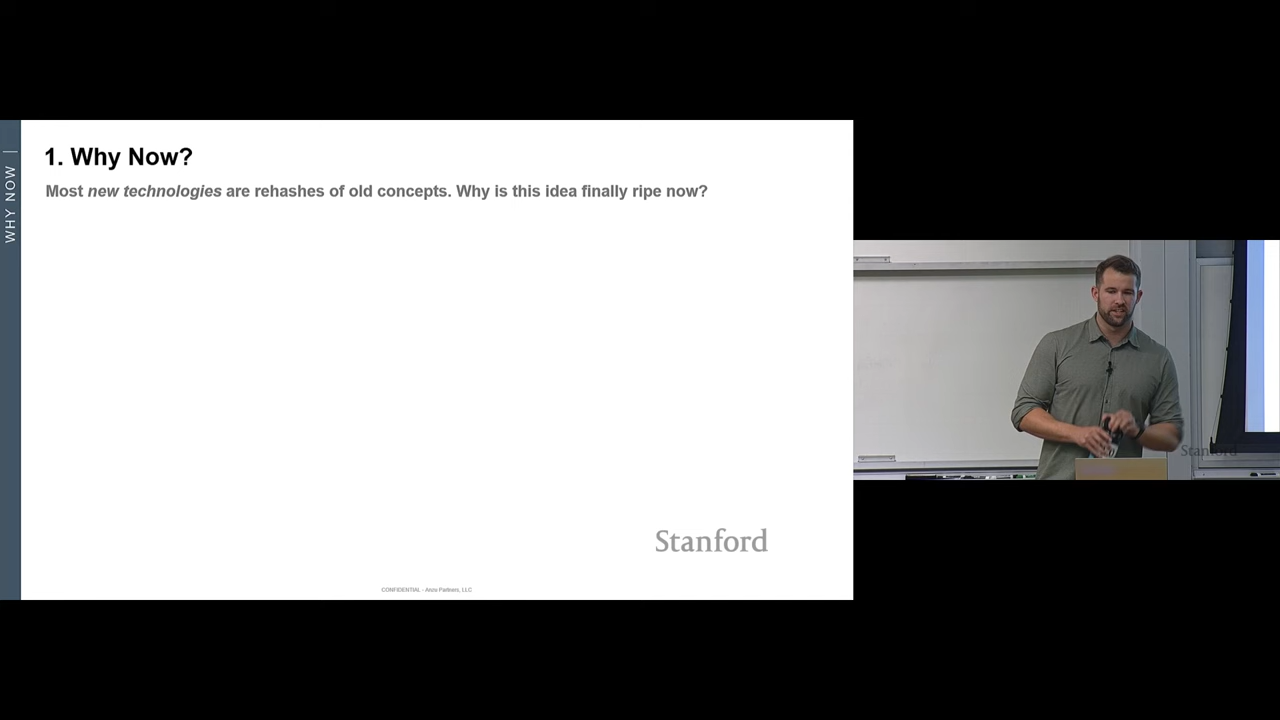 WHY NOW |
1. Why Now?
Most new technologies are rehashes of old concepts. Why is this idea finally ripe now?
Stanford
CONFIDENTIAL - Anzu Partners, LLC
Stanford